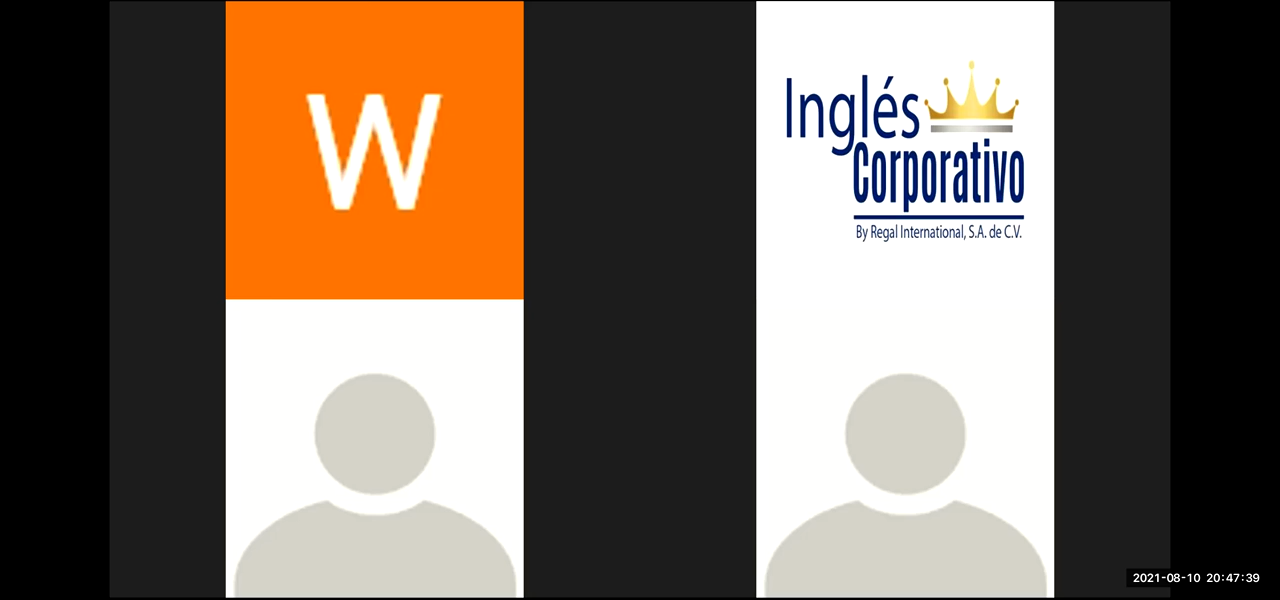 W
Inglés
Corporativo
By Regal International, S.A. de C.V.
2021-08-10 20:47:39